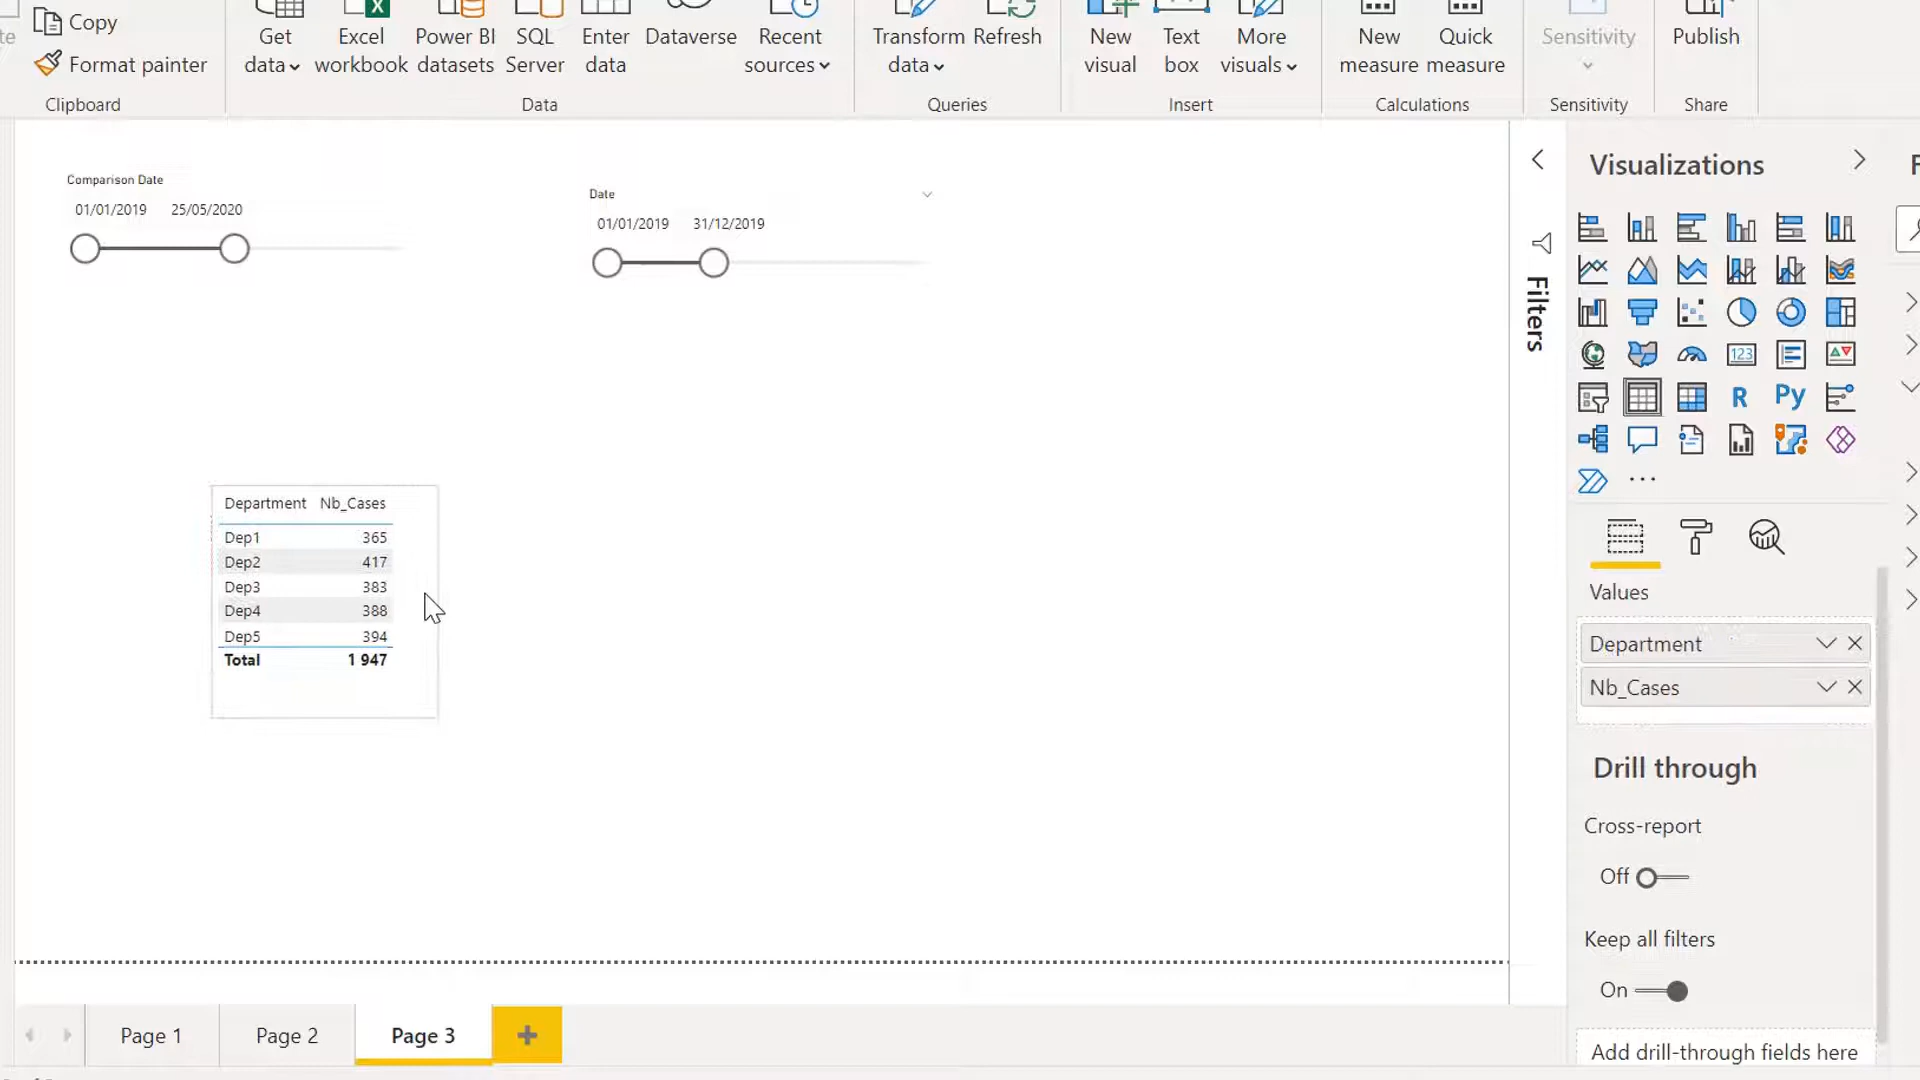 Copy
Format painter
Clipboard
Get data
Excel workbook
Power BI datasets
SQL Server
Enter data
Dataverse
Recent sources
Data
Transform data
Refresh
Queries
New visual
Text box
More visuals
Insert
New measure
Quick measure
Calculations
Sensitivity
Sensitivity
Publish
Share
Comparison Date
01/01/2019 25/05/2020
Date
01/01/2019 31/12/2019
Department Nb_Cases
Dep1 365
Dep2 417
Dep3 383
Dep4 388
Dep5 394
Total 1 947
Filters
Visualizations
123
R
Py
Values
Department
Nb_Cases
Drill through
Cross-report
Off
Keep all filters
On
Add drill-through fields here
Page 1
Page 2
Page 3